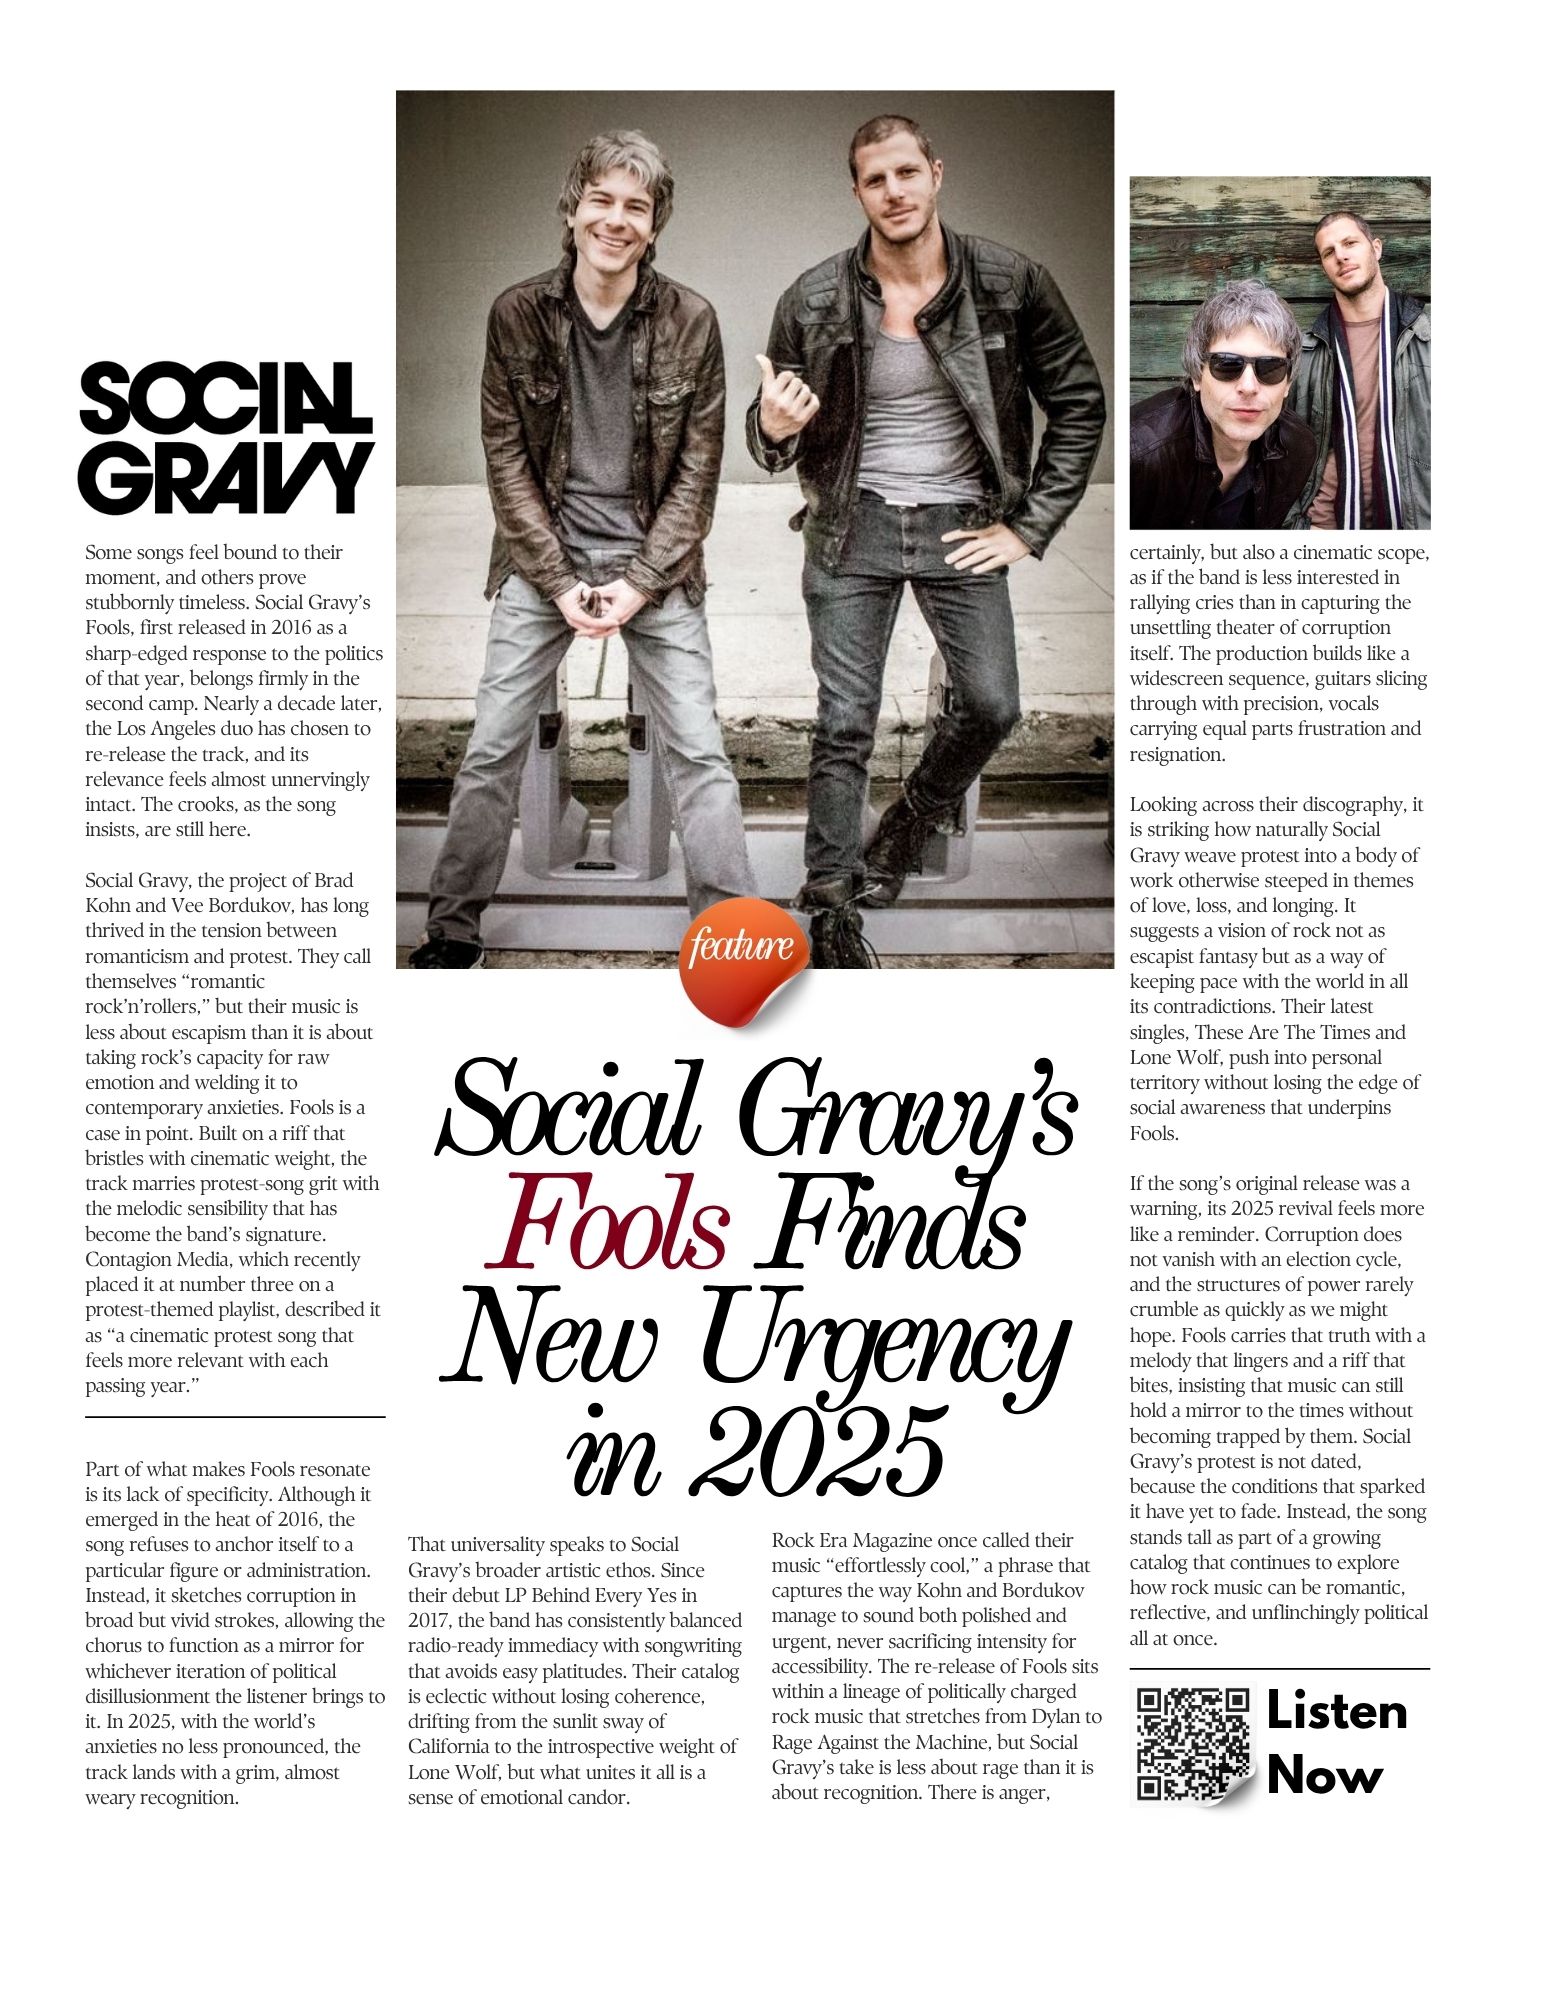 SOCIAL
GRAVY
Some songs feel bound to their
moment, and others prove
stubbornly timeless. Social Gravy’s
Fools, first released in 2016 as a
sharp-edged response to the politics
of that year, belongs firmly in the
second camp. Nearly a decade later,
the Los Angeles duo has chosen to
re-release the track, and its
relevance feels almost unnervingly
intact. The crooks, as the song
insists, are still here.
Social Gravy, the project of Brad
Kohn and Vee Bordukov, has long
thrived in the tension between
romanticism and protest. They call
themselves “romantic
rock’n’rollers,” but their music is
less about escapism than it is about
taking rock’s capacity for raw
emotion and welding it to
contemporary anxieties. Fools is a
case in point. Built on a riff that
bristles with cinematic weight, the
track marries protest-song grit with
the melodic sensibility that has
become the band’s signature.
Contagion Media, which recently
placed it at number three on a
protest-themed playlist, described it
as “a cinematic protest song that
feels more relevant with each
passing year.”
Part of what makes Fools resonate
is its lack of specificity. Although it
emerged in the heat of 2016, the
song refuses to anchor itself to a
particular figure or administration.
Instead, it sketches corruption in
broad but vivid strokes, allowing the
chorus to function as a mirror for
whichever iteration of political
disillusionment the listener brings to
it. In 2025, with the world’s
anxieties no less pronounced, the
track lands with a grim, almost
weary recognition.
feature
Social Gravy’s
Fools Finds
New Urgency
in 2025
That universality speaks to Social
Gravy’s broader artistic ethos. Since
their debut LP Behind Every Yes in
2017, the band has consistently balanced
radio-ready immediacy with songwriting
that avoids easy platitudes. Their catalog
is eclectic without losing coherence,
drifting from the sunlit sway of
California to the introspective weight of
Lone Wolf, but what unites it all is a
sense of emotional candor.
Rock Era Magazine once called their
music “effortlessly cool,” a phrase that
captures the way Kohn and Bordukov
manage to sound both polished and
urgent, never sacrificing intensity for
accessibility. The re-release of Fools sits
within a lineage of politically charged
rock music that stretches from Dylan to
Rage Against the Machine, but Social
Gravy’s take is less about rage than it is
about recognition. There is anger,
certainly, but also a cinematic scope,
as if the band is less interested in
rallying cries than in capturing the
unsettling theater of corruption
itself. The production builds like a
widescreen sequence, guitars slicing
through with precision, vocals
carrying equal parts frustration and
resignation.
Looking across their discography, it
is striking how naturally Social
Gravy weave protest into a body of
work otherwise steeped in themes
of love, loss, and longing. It
suggests a vision of rock not as
escapist fantasy but as a way of
keeping pace with the world in all
its contradictions. Their latest
singles, These Are The Times and
Lone Wolf, push into personal
territory without losing the edge of
social awareness that underpins
Fools.
If the song’s original release was a
warning, its 2025 revival feels more
like a reminder. Corruption does
not vanish with an election cycle,
and the structures of power rarely
crumble as quickly as we might
hope. Fools carries that truth with a
melody that lingers and a riff that
bites, insisting that music can still
hold a mirror to the times without
becoming trapped by them. Social
Gravy’s protest is not dated,
because the conditions that sparked
it have yet to fade. Instead, the song
stands tall as part of a growing
catalog that continues to explore
how rock music can be romantic,
reflective, and unflinchingly political
all at once.
Listen
Now